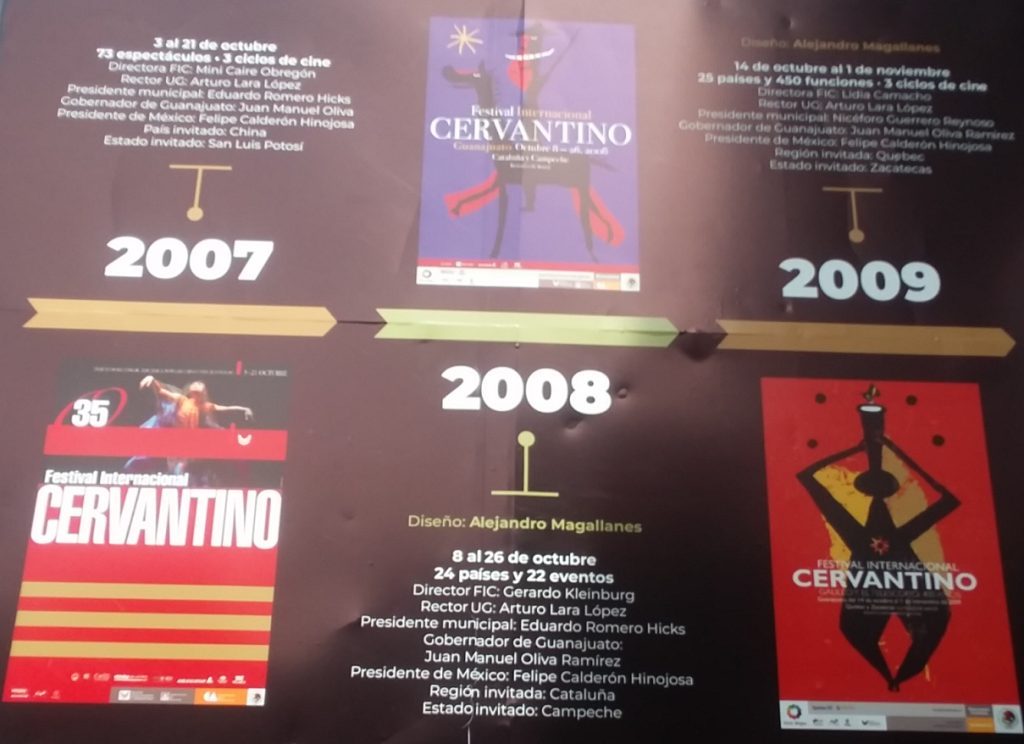 3 al 21 de octubre
73 espectáculos • 3 ciclos de cine
Directora FIC: Mini Caire Obregón
Rector UG: Arturo Lara López
Presidente municipal: Eduardo Romero Hicks
Gobernador de Guanajuato: Juan Manuel Oliva
Presidente de México: Felipe Calderón Hinojosa
País invitado: China
Estado invitado: San Luis Potosí
2007
35
3 - 21 OCTUBRE
Festival Internacional
CERVANTINO
Festival Internacional
CERVANTINO
Guanajuato Octubre 8 – 26, 2008
Cataluña y Campeche
2008
Diseño: Alejandro Magallanes
8 al 26 de octubre
24 países y 22 eventos
Director FIC: Gerardo Kleinburg
Rector UG: Arturo Lara López
Presidente municipal: Eduardo Romero Hicks
Gobernador de Guanajuato:
Juan Manuel Oliva Ramírez
Presidente de México: Felipe Calderón Hinojosa
Región invitada: Cataluña
Estado invitado: Campeche
Diseño: Alejandro Magallanes
14 de octubre al 1 de noviembre
25 países y 450 funciones • 3 ciclos de cine
Directora FIC: Lidia Camacho
Rector UG: Arturo Lara López
Presidente municipal: Nicéforo Guerrero Reynoso
Gobernador de Guanajuato: Juan Manuel Oliva Ramírez
Presidente de México: Felipe Calderón Hinojosa
Región invitada: Quebec
Estado invitado: Zacatecas
2009
FESTIVAL INTERNACIONAL
CERVANTINO